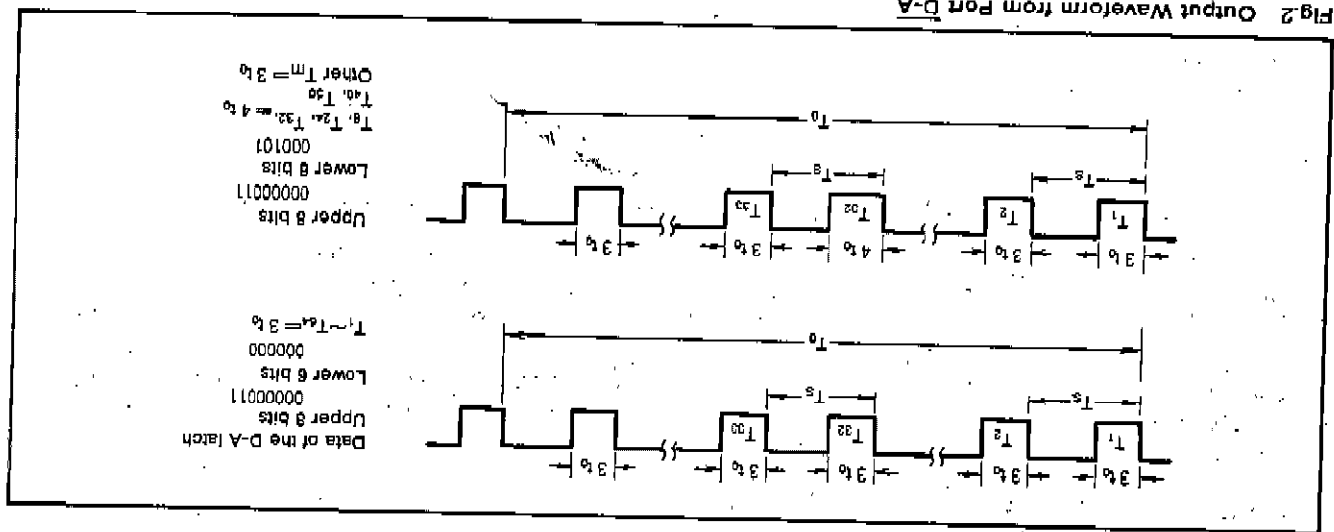 3 t₀ 3 t₀ 3 t₀ 3 t₀ 3 t₀
T₁ T₂ T₃₂ T₃₃
Tₛ Tₛ
T₀
Data of the D-A latch
Upper 8 bits
00000011
Lower 6 bits
000000
T₁~T₆₄ = 3 t₀
3 t₀ 3 t₀ 4 t₀ 3 t₀ 3 t₀
T₁ T₂ T₃₂ T₃₃
Tₛ Tₛ
T₀
Upper 8 bits
00000011
Lower 6 bits
000101
T₈, T₂₄, T₃₂, = 4 t₀
T₄₀, T₅₆
Other Tₘ = 3 t₀
Fig.2 Output Waveform from Port D-A